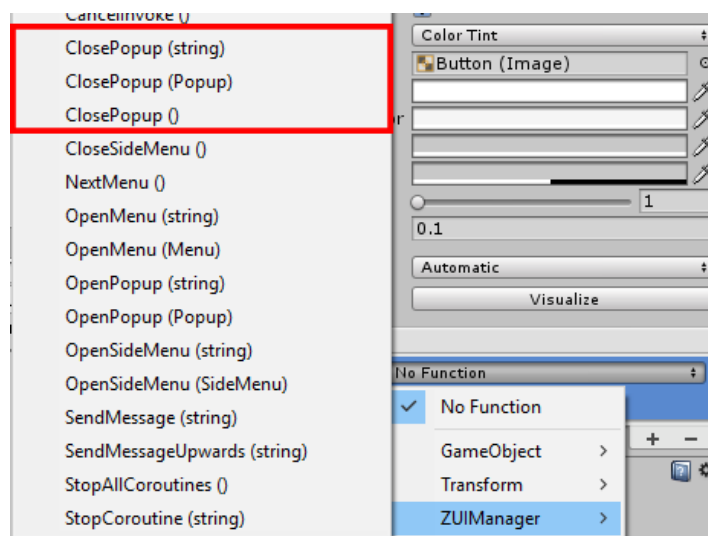 CancelInvoke ()
ClosePopup (string)
ClosePopup (Popup)
ClosePopup ()
CloseSideMenu ()
NextMenu ()
OpenMenu (string)
OpenMenu (Menu)
OpenPopup (string)
OpenPopup (Popup)
OpenSideMenu (string)
OpenSideMenu (SideMenu)
SendMessage (string)
SendMessageUpwards (string)
StopAllCoroutines ()
StopCoroutine (string)
Color Tint
Button (Image)
or
1
0.1
Automatic
Visualize
No Function
No Function
GameObject
Transform
ZUIManager